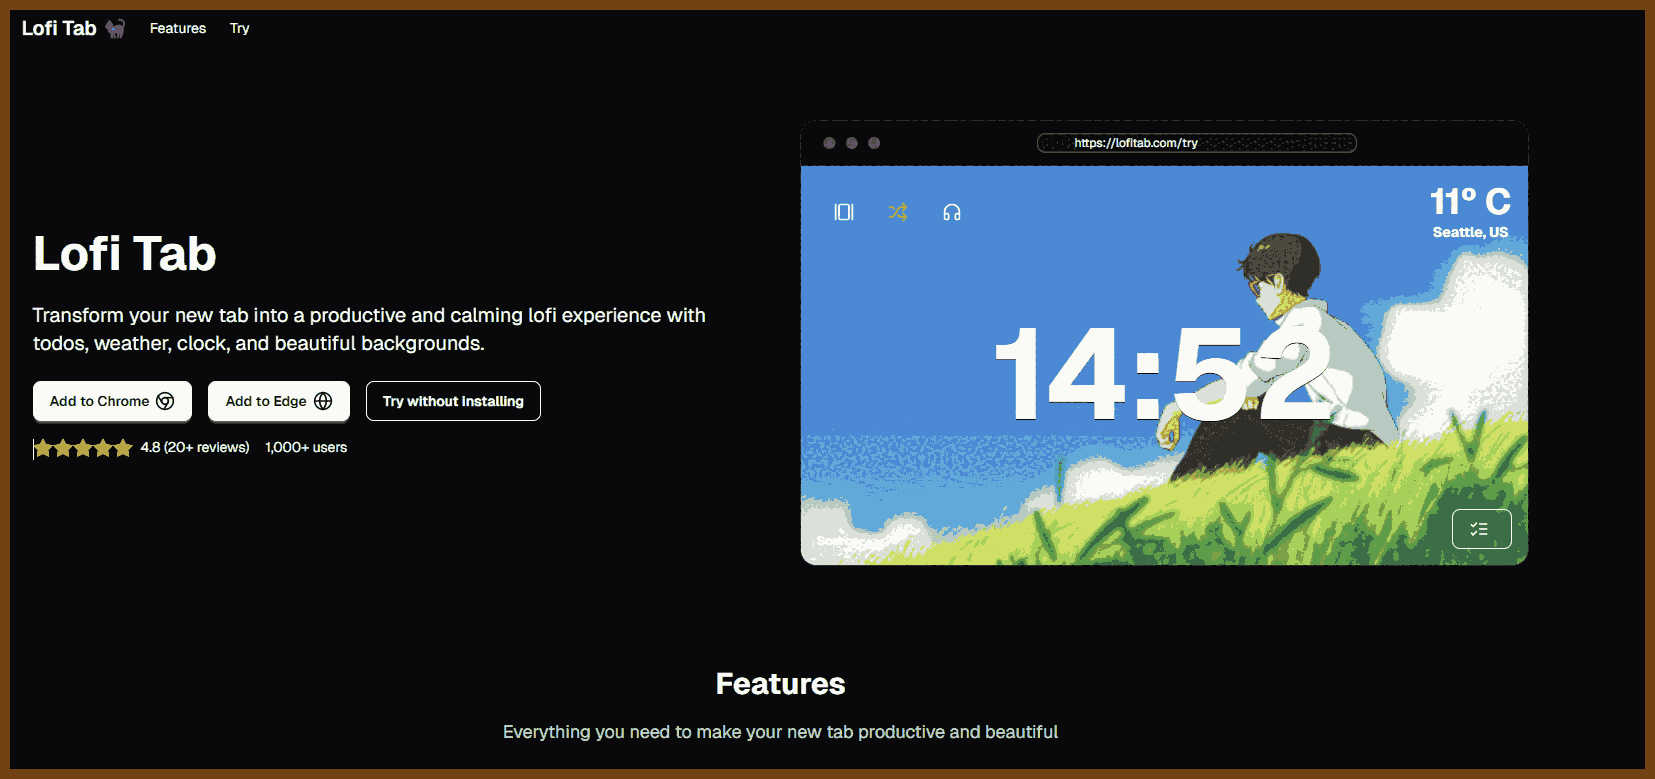 Lofi Tab
Features
Try
Lofi Tab
Transform your new tab into a productive and calming lofi experience with
todos, weather, clock, and beautiful backgrounds.
Add to Chrome
Add to Edge
Try without installing
4.8 (20+ reviews)
1,000+ users
https://lofitab.com/try
11° C
Seattle, US
14:52
Features
Everything you need to make your new tab productive and beautiful